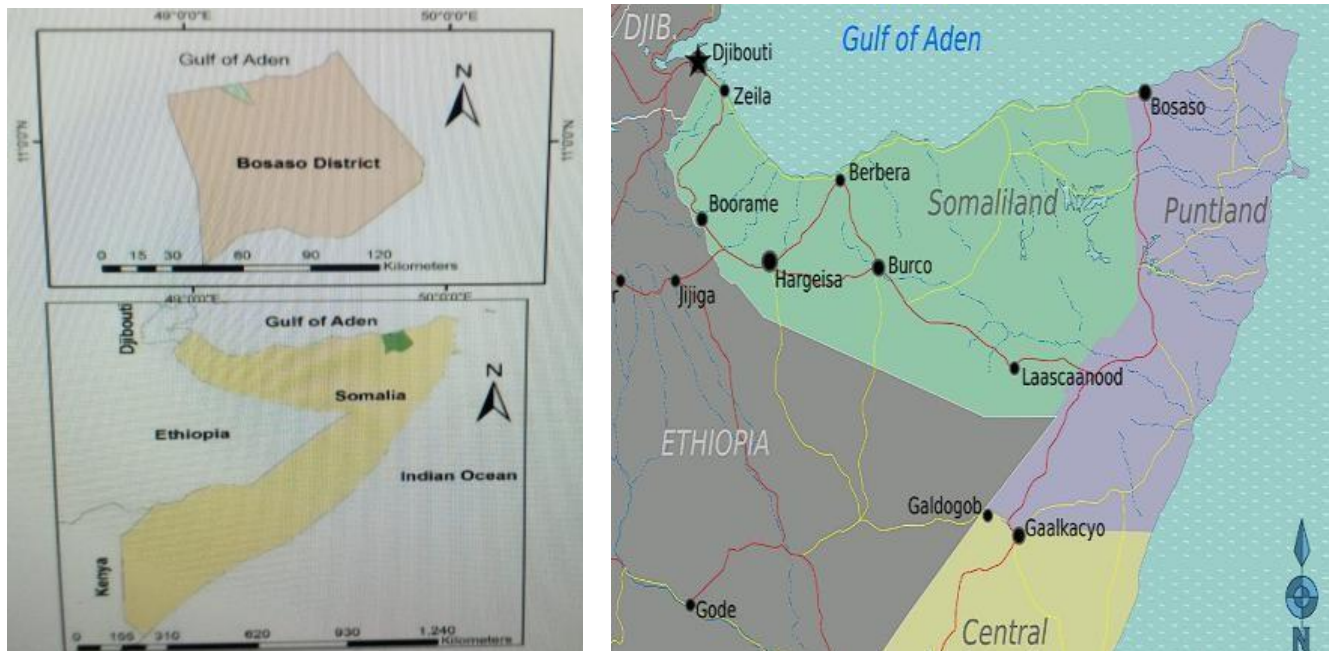 49°0'0"E 50°0'0"E
Gulf of Aden
N
11°0'0"N 11°0'0"N
Bosaso District
0 15 30 60 90 120
Kilometers
49°0'0"E 50°0'0"E
Djibouti
Gulf of Aden
N
Somalia
Ethiopia
Indian Ocean
Kenya
0 310 620 930 1.240
Kilometers
/DJIB.
Djibouti
Gulf of Aden
Zeila
Bosaso
Berbera
Boorame
Somaliland
Puntland
Hargeisa
Burco
r
Jijiga
Laascaanood
ETHIOPIA
Galdogob
Gaalkacyo
Gode
Central
N